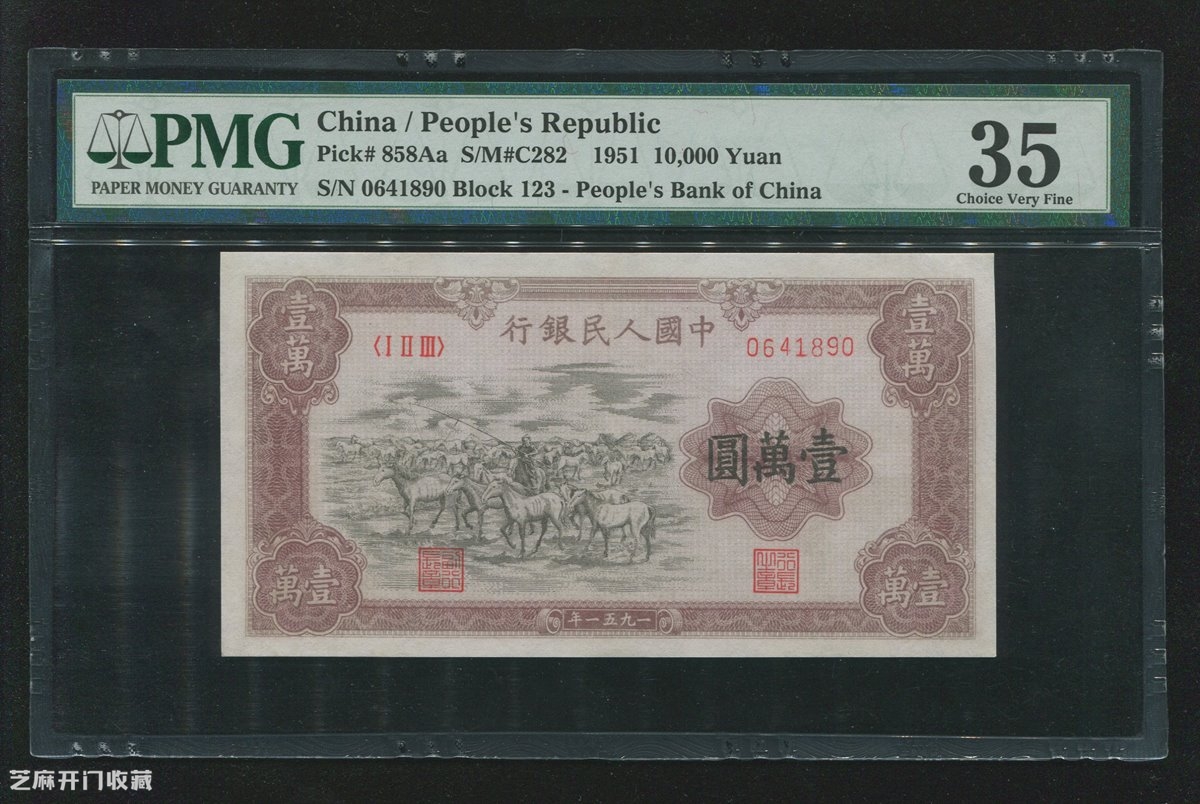 PMG
PAPER MONEY GUARANTY
China / People's Republic
Pick# 858Aa S/M#C282 1951 10,000 Yuan
S/N 0641890 Block 123 - People's Bank of China
35
Choice Very Fine
壹萬
行銀民人國中
壹萬
〈I II III〉
0641890
圓萬壹
萬壹
萬壹
年一五九一
芝麻开门收藏